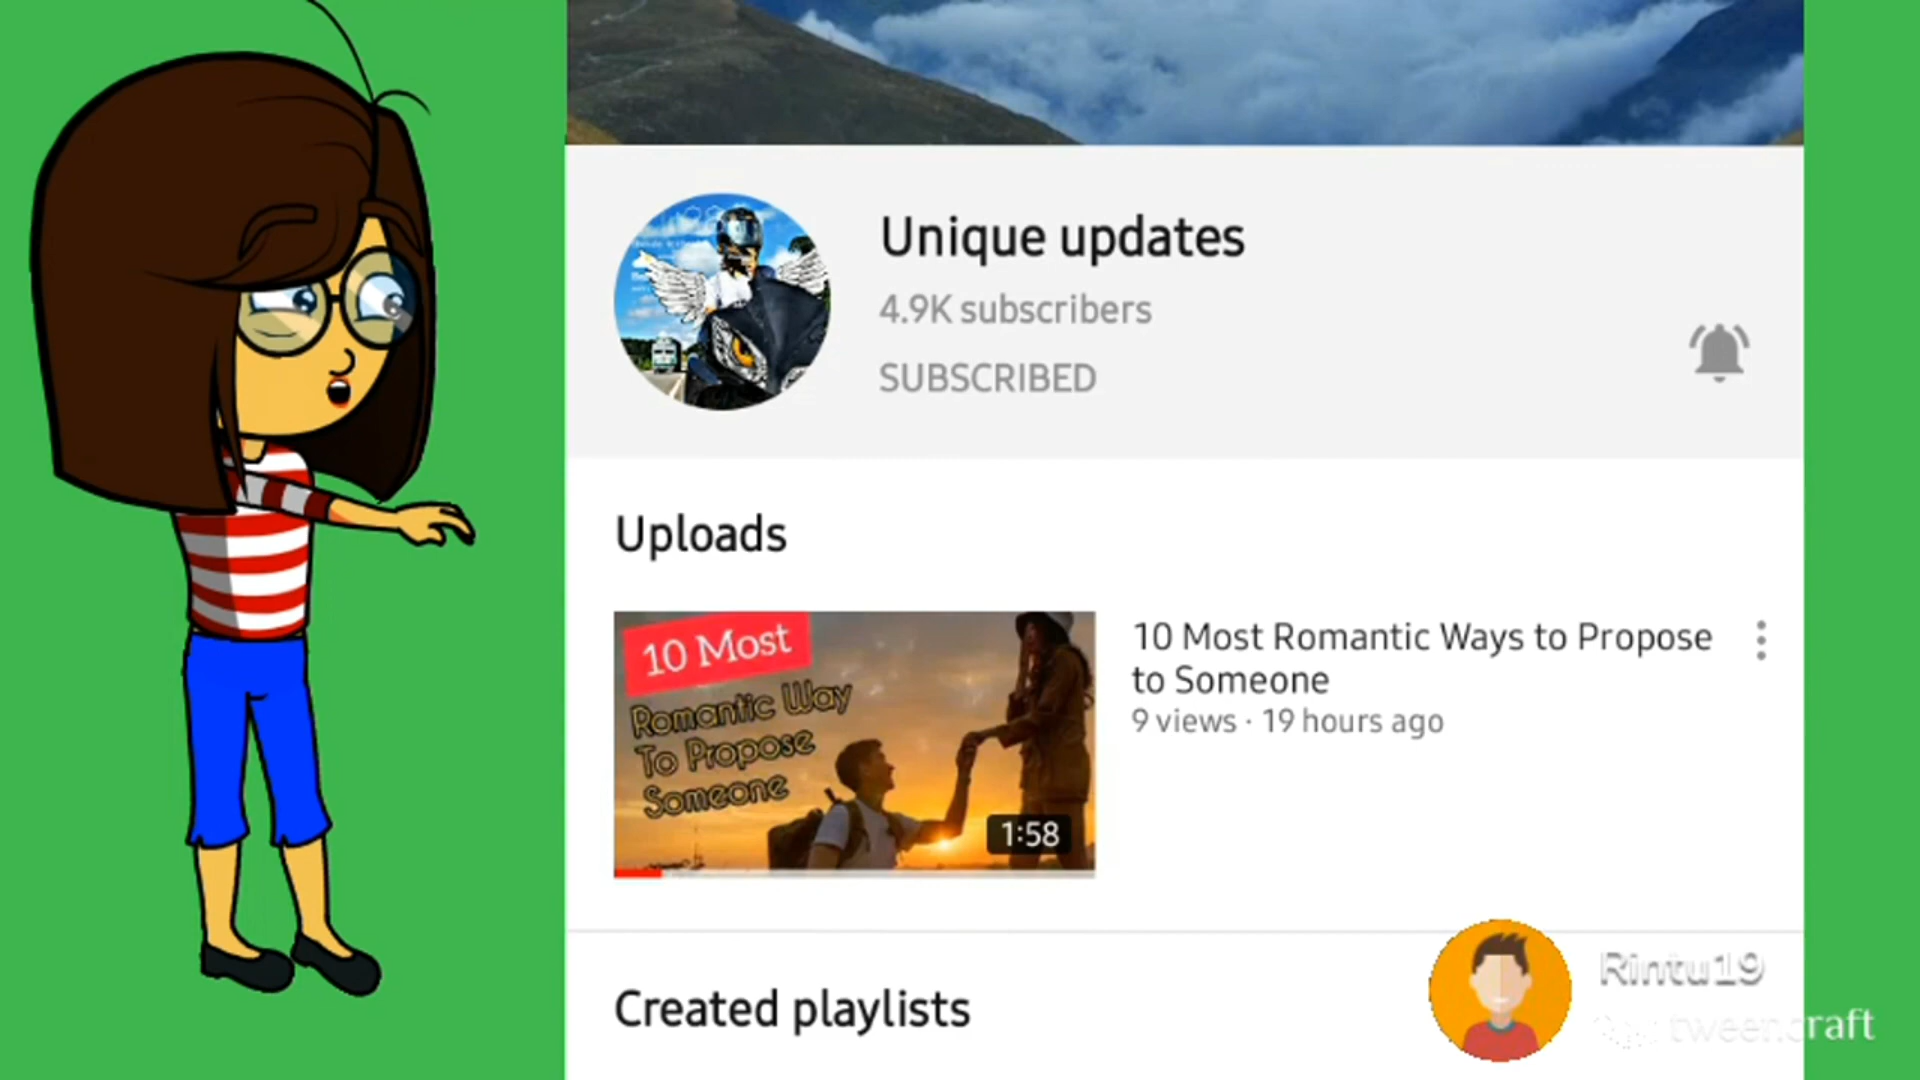 Unique updates
4.9K subscribers
SUBSCRIBED
Uploads
10 Most
Romantic Way
To Propose
Someone
1:58
10 Most Romantic Ways to Propose
to Someone
9 views · 19 hours ago
Created playlists
Rintu19
tweencraft